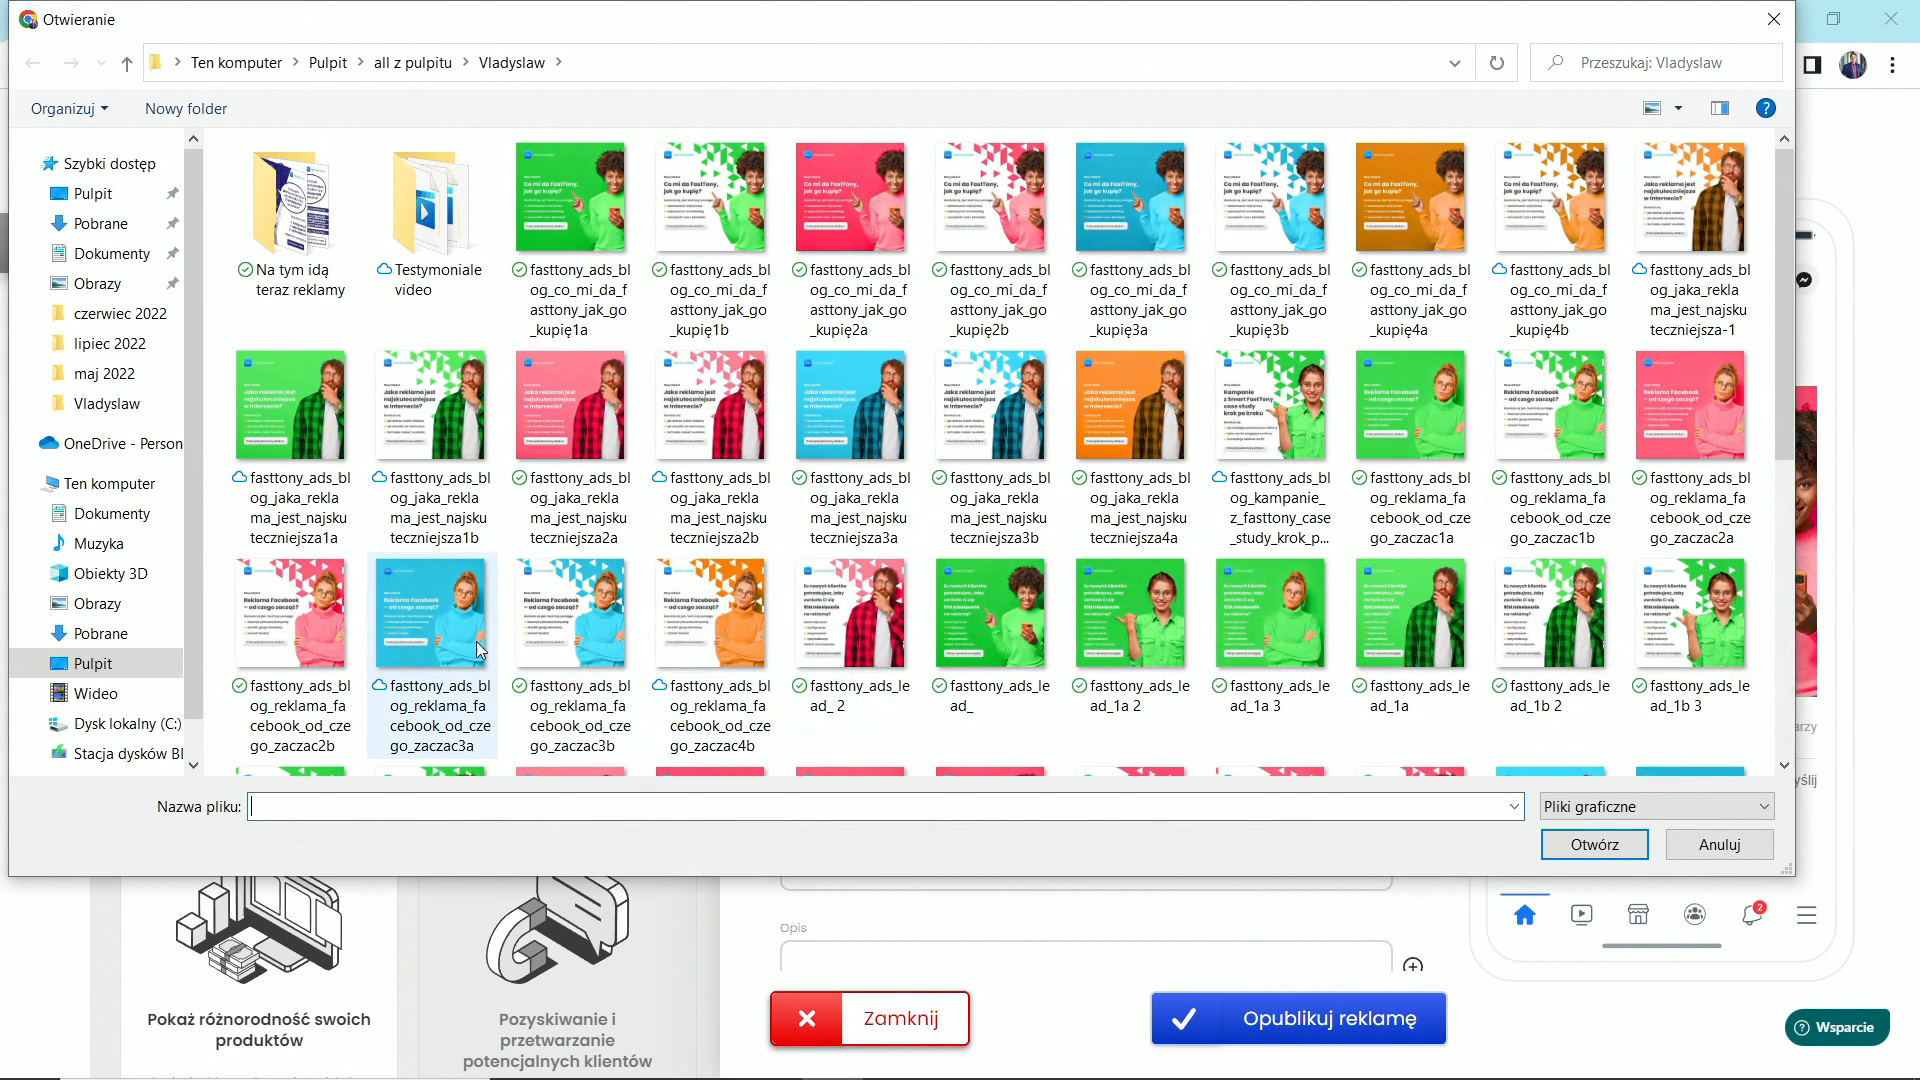 Otwieranie
Ten komputer
Pulpit
all z pulpitu
Vladyslaw
Przeszukaj: Vladyslaw
Organizuj
Nowy folder
Szybki dostęp
Pulpit
Pobrane
Dokumenty
Obrazy
czerwiec 2022
lipiec 2022
maj 2022
Vladyslaw
OneDrive - Person
Ten komputer
Dokumenty
Muzyka
Obiekty 3D
Obrazy
Pobrane
Pulpit
Wideo
Dysk lokalny (C:)
Stacja dysków Bl
Na tym idą
teraz reklamy
Testymoniale
video
fasttony_ads_bl
og_co_mi_da_f
asttony_jak_go
_kupię1a
fasttony_ads_bl
og_co_mi_da_f
asttony_jak_go
_kupię1b
fasttony_ads_bl
og_co_mi_da_f
asttony_jak_go
_kupię2a
fasttony_ads_bl
og_co_mi_da_f
asttony_jak_go
_kupię2b
fasttony_ads_bl
og_co_mi_da_f
asttony_jak_go
_kupię3a
fasttony_ads_bl
og_co_mi_da_f
asttony_jak_go
_kupię3b
fasttony_ads_bl
og_co_mi_da_f
asttony_jak_go
_kupię4a
fasttony_ads_bl
og_co_mi_da_f
asttony_jak_go
_kupię4b
fasttony_ads_bl
og_jaka_rekla
ma_jest_najsku
teczniejsza-1
fasttony_ads_bl
og_jaka_rekla
ma_jest_najsku
teczniejsza1a
fasttony_ads_bl
og_jaka_rekla
ma_jest_najsku
teczniejsza1b
fasttony_ads_bl
og_jaka_rekla
ma_jest_najsku
teczniejsza2a
fasttony_ads_bl
og_jaka_rekla
ma_jest_najsku
teczniejsza2b
fasttony_ads_bl
og_jaka_rekla
ma_jest_najsku
teczniejsza3a
fasttony_ads_bl
og_jaka_rekla
ma_jest_najsku
teczniejsza3b
fasttony_ads_bl
og_jaka_rekla
ma_jest_najsku
teczniejsza4a
fasttony_ads_bl
og_kampanie_
z_fasttony_case
_study_krok_p...
fasttony_ads_bl
og_reklama_fa
cebook_od_cze
go_zaczac1a
fasttony_ads_bl
og_reklama_fa
cebook_od_cze
go_zaczac1b
fasttony_ads_bl
og_reklama_fa
cebook_od_cze
go_zaczac2a
fasttony_ads_bl
og_reklama_fa
cebook_od_cze
go_zaczac2b
fasttony_ads_bl
og_reklama_fa
cebook_od_cze
go_zaczac3a
fasttony_ads_bl
og_reklama_fa
cebook_od_cze
go_zaczac3b
fasttony_ads_bl
og_reklama_fa
cebook_od_cze
go_zaczac4b
fasttony_ads_le
ad_ 2
fasttony_ads_le
ad_
fasttony_ads_le
ad_1a 2
fasttony_ads_le
ad_1a 3
fasttony_ads_le
ad_1a
fasttony_ads_le
ad_1b 2
fasttony_ads_le
ad_1b 3
Nazwa pliku:
Pliki graficzne
Otwórz
Anuluj
Opis
Zamknij
Opublikuj reklamę
Pokaż różnorodność swoich
produktów
Pozyskiwanie i
przetwarzanie
potencjalnych klientów
2
Wsparcie